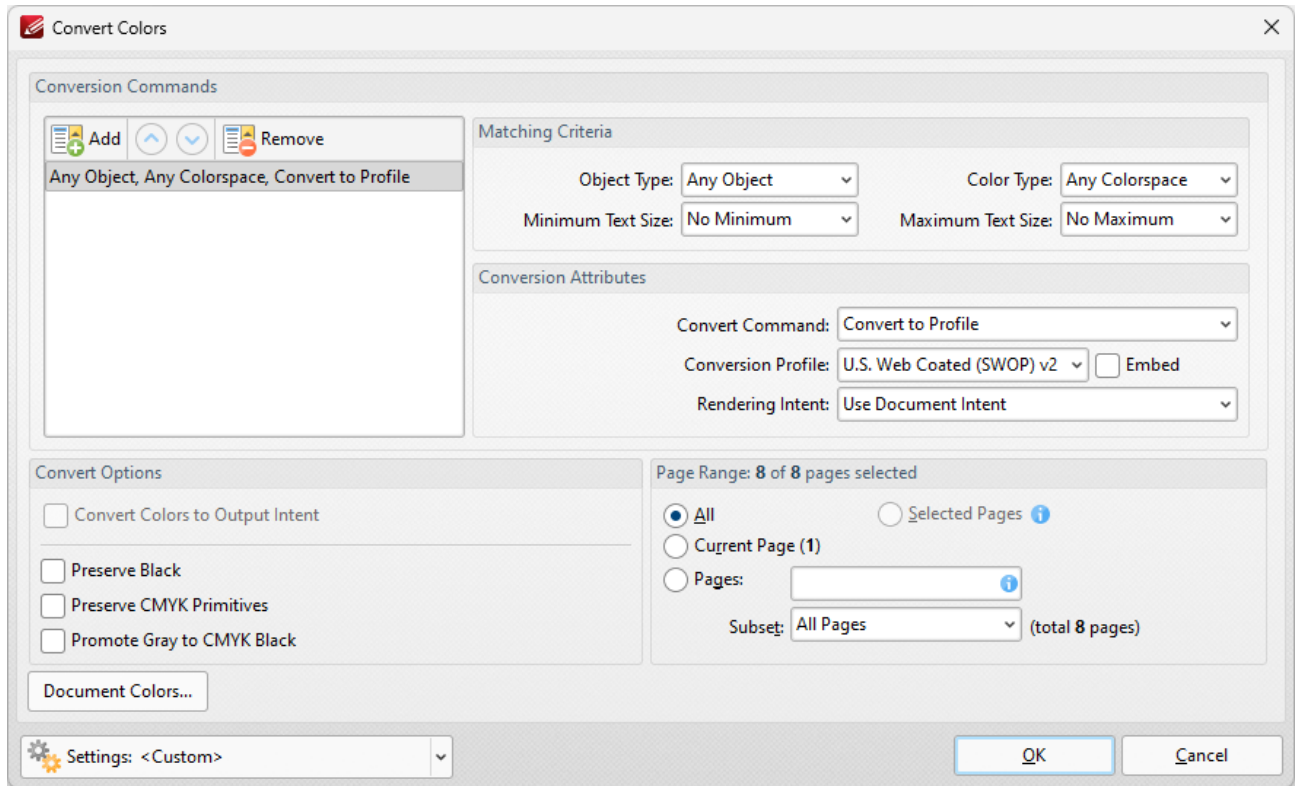 Convert Colors
Conversion Commands
Add Remove
Any Object, Any Colorspace, Convert to Profile
Matching Criteria
Object Type: Any Object Color Type: Any Colorspace
Minimum Text Size: No Minimum Maximum Text Size: No Maximum
Conversion Attributes
Convert Command: Convert to Profile
Conversion Profile: U.S. Web Coated (SWOP) v2 Embed
Rendering Intent: Use Document Intent
Convert Options
Convert Colors to Output Intent
Preserve Black
Preserve CMYK Primitives
Promote Gray to CMYK Black
Page Range: 8 of 8 pages selected
All Selected Pages
Current Page (1)
Pages:
Subset: All Pages (total 8 pages)
Document Colors...
Settings: <Custom>
OK Cancel